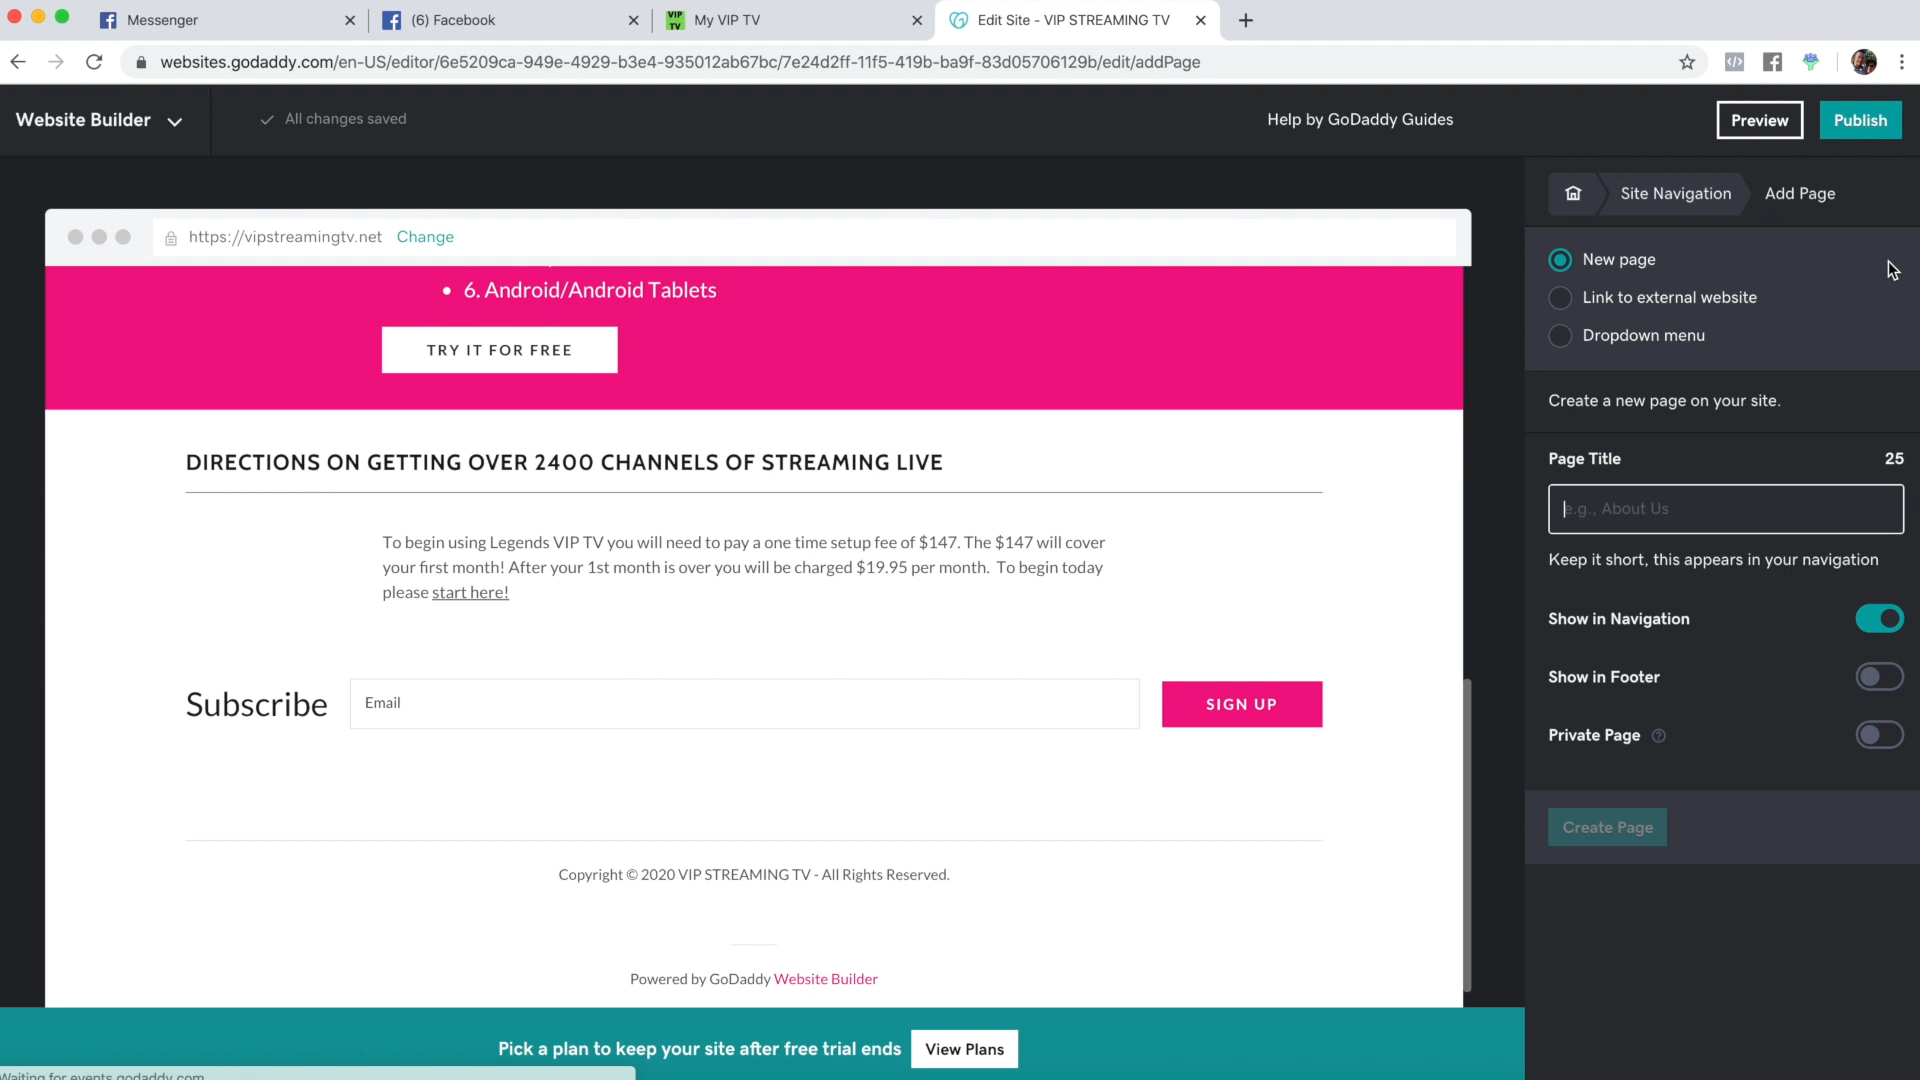 Messenger
(6) Facebook
VIP TV
My VIP TV
Edit Site - VIP STREAMING TV
websites.godaddy.com/en-US/editor/6e5209ca-949e-4929-b3e4-935012ab67bc/7e24d2ff-11f5-419b-ba9f-83d05706129b/edit/addPage
Website Builder
All changes saved
Help by GoDaddy Guides
Preview
Publish
Site Navigation
Add Page
https://vipstreamingtv.net Change
• 6. Android/Android Tablets
TRY IT FOR FREE
DIRECTIONS ON GETTING OVER 2400 CHANNELS OF STREAMING LIVE
To begin using Legends VIP TV you will need to pay a one time setup fee of $147. The $147 will cover
your first month! After your 1st month is over you will be charged $19.95 per month. To begin today
please start here!
Subscribe
Email
SIGN UP
Copyright © 2020 VIP STREAMING TV - All Rights Reserved.
Powered by GoDaddy Website Builder
New page
Link to external website
Dropdown menu
Create a new page on your site.
Page Title 25
e.g., About Us
Keep it short, this appears in your navigation
Show in Navigation
Show in Footer
Private Page ?
Create Page
Pick a plan to keep your site after free trial ends
View Plans
Waiting for events.godaddy.com